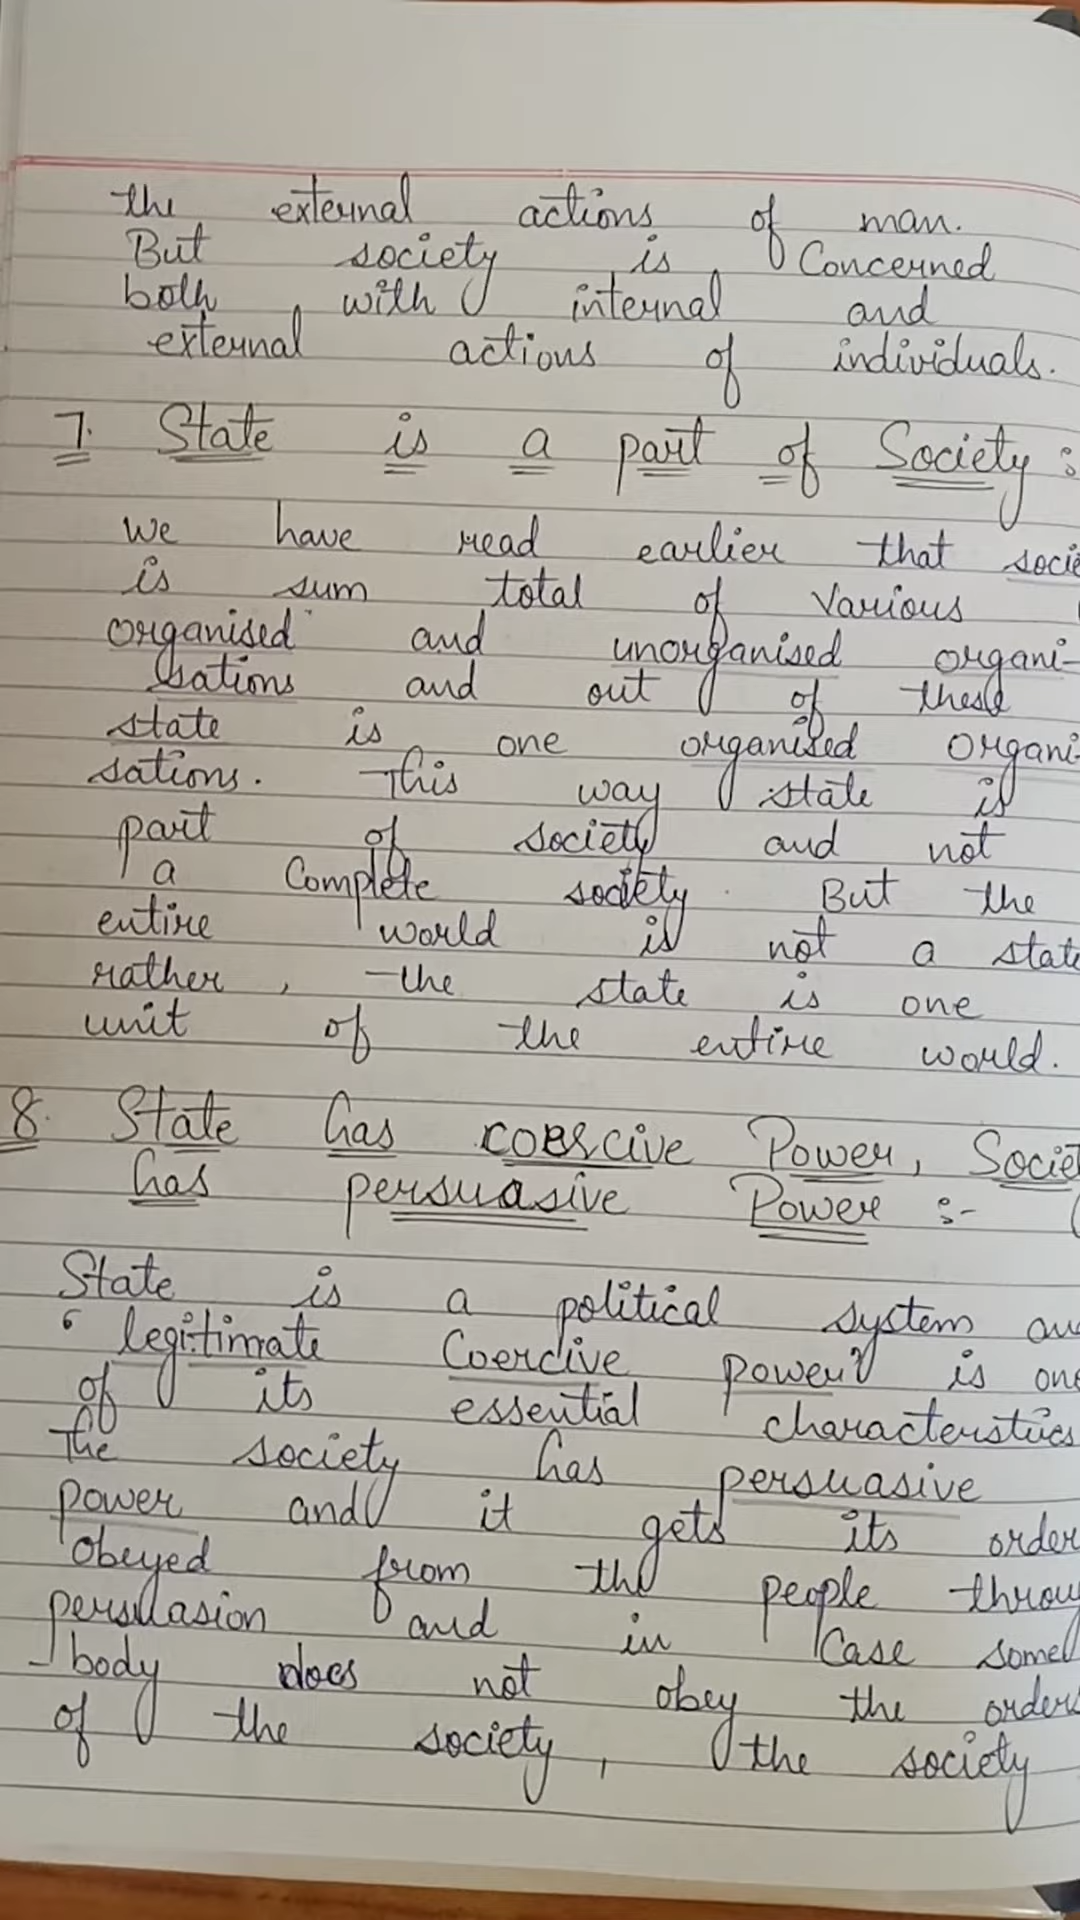 the external actions of man.
But society is Concerned
both with internal and
external actions of individuals.
7. State is a part of Society :
we have read earlier that socie
is sum total of various
organised and unorganised organi-
sations and out of these
state is one organised organi-
sations. This way state is
part of society and not
a Complete society. But the
entire world is not a state
rather, the state is one
unit of the entire world.
8. State has coercive Power, Societ
has persuasive Power :-
State is a political system an
"legitimate Coercive power" is one
of its essential characterstics
The society has persuasive
power and it gets its order
obeyed from the people throu
persuasion and in Case some
-body does not obey the orders
of the society, the society